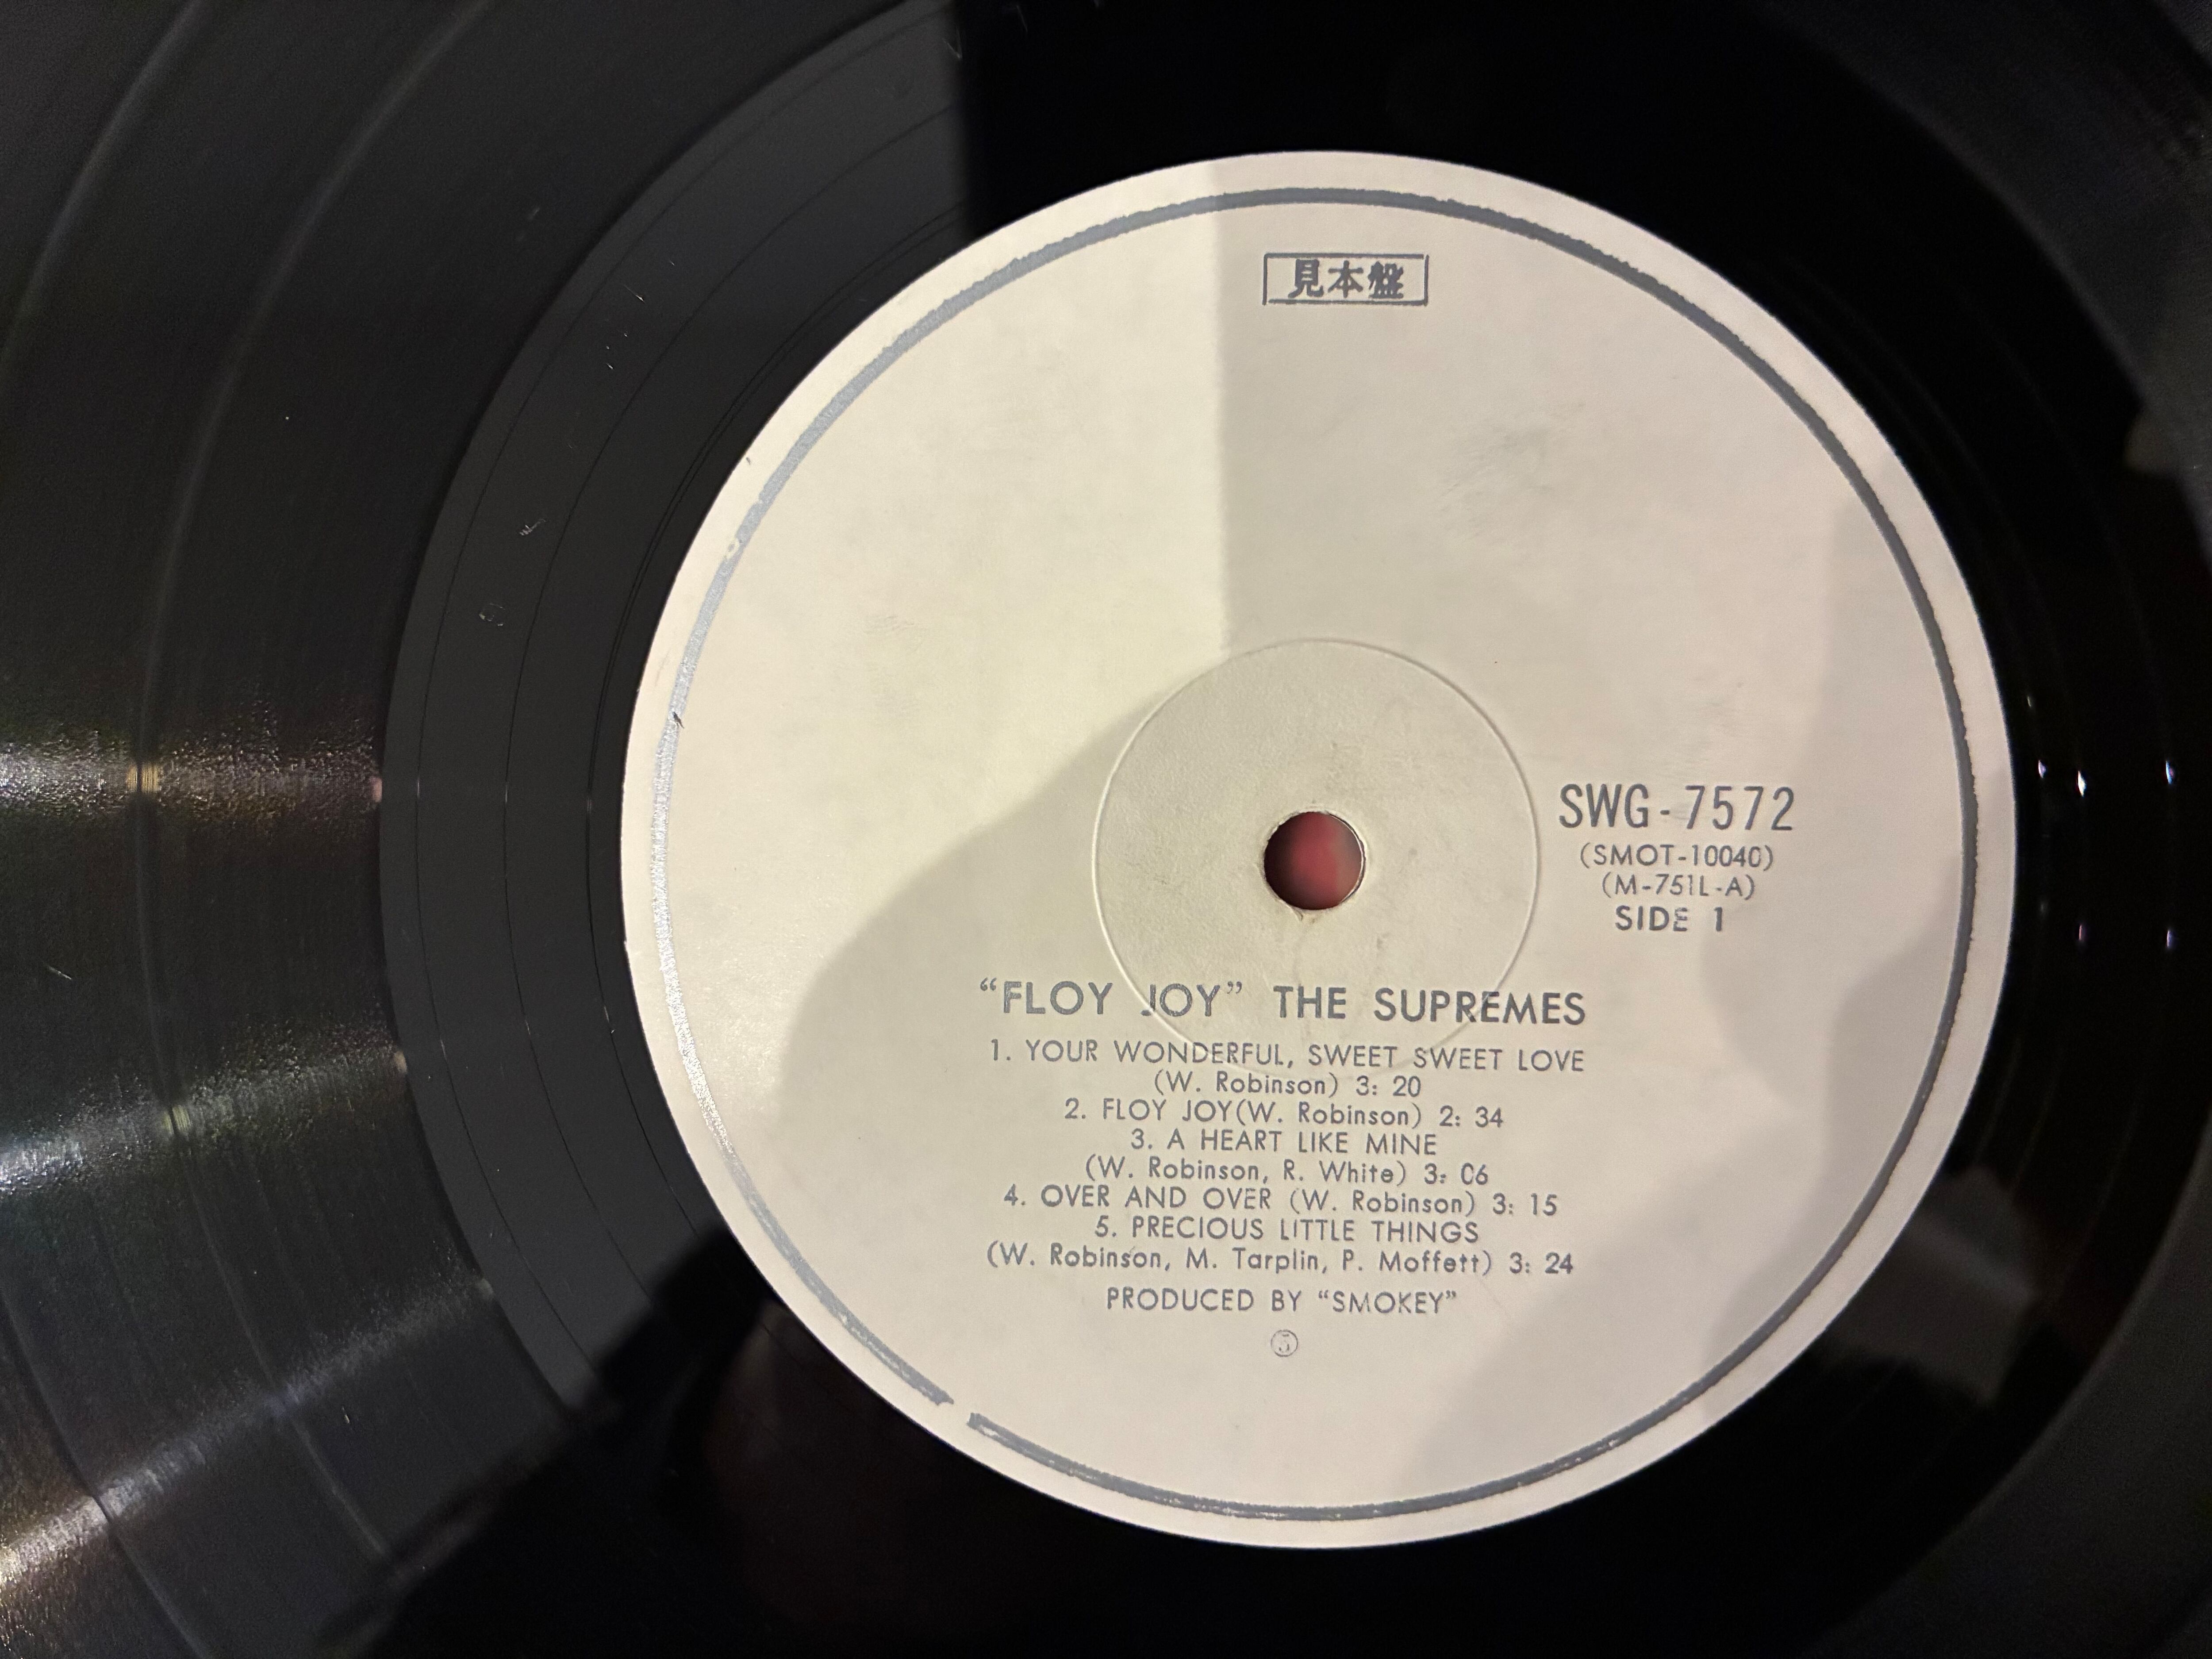 見本盤
SWG-7572
(SMOT-10040)
(M-751L-A)
SIDE 1
“FLOY JOY” THE SUPREMES
1. YOUR WONDERFUL, SWEET SWEET LOVE
(W. Robinson) 3: 20
2. FLOY JOY(W. Robinson) 2: 34
3. A HEART LIKE MINE
(W. Robinson, R. White) 3: 06
4. OVER AND OVER (W. Robinson) 3: 15
5. PRECIOUS LITTLE THINGS
(W. Robinson, M. Tarplin, P. Moffett) 3: 24
PRODUCED BY “SMOKEY”